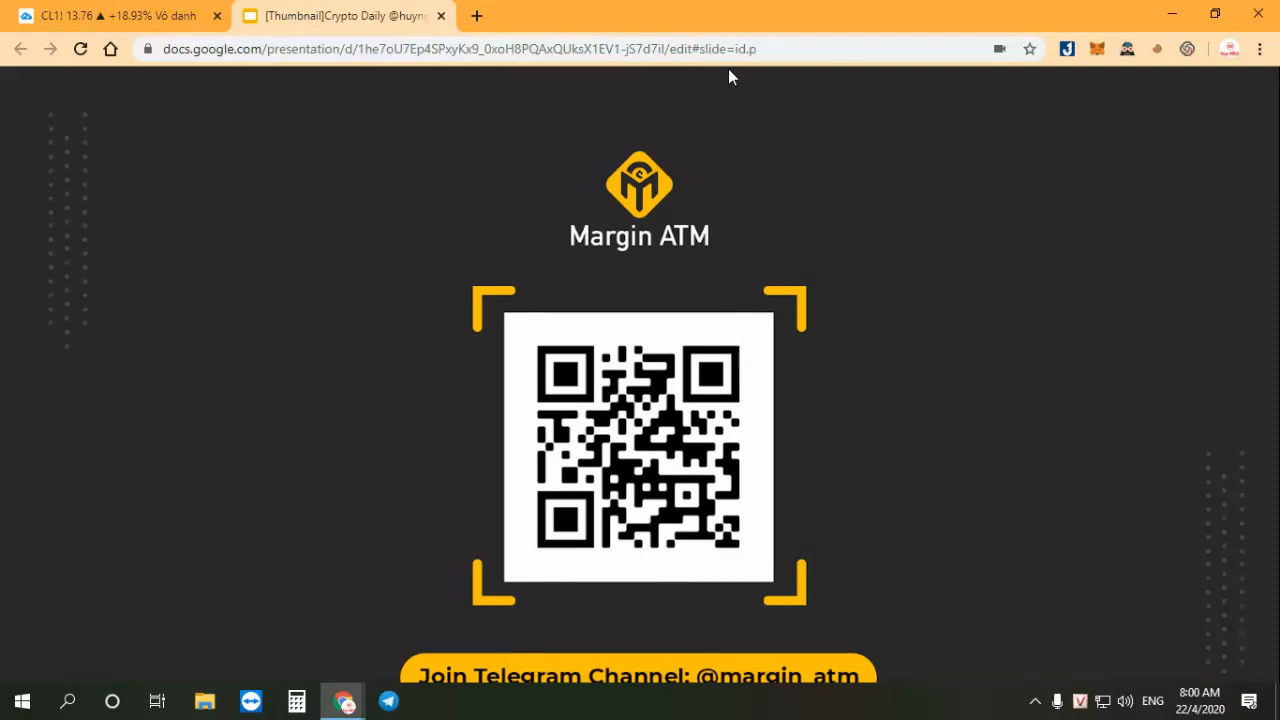 CL1! 13.76 ▲ +18.93% Vô danh
[Thumbnail]Crypto Daily @huyn
docs.google.com/presentation/d/1he7oU7Ep4SPxyKx9_0xoH8PQAxQUksX1EV1-jS7d7iI/edit#slide=id.p
Margin ATM
Join Telegram Channel: @margin_atm
ENG
8:00 AM
22/4/2020